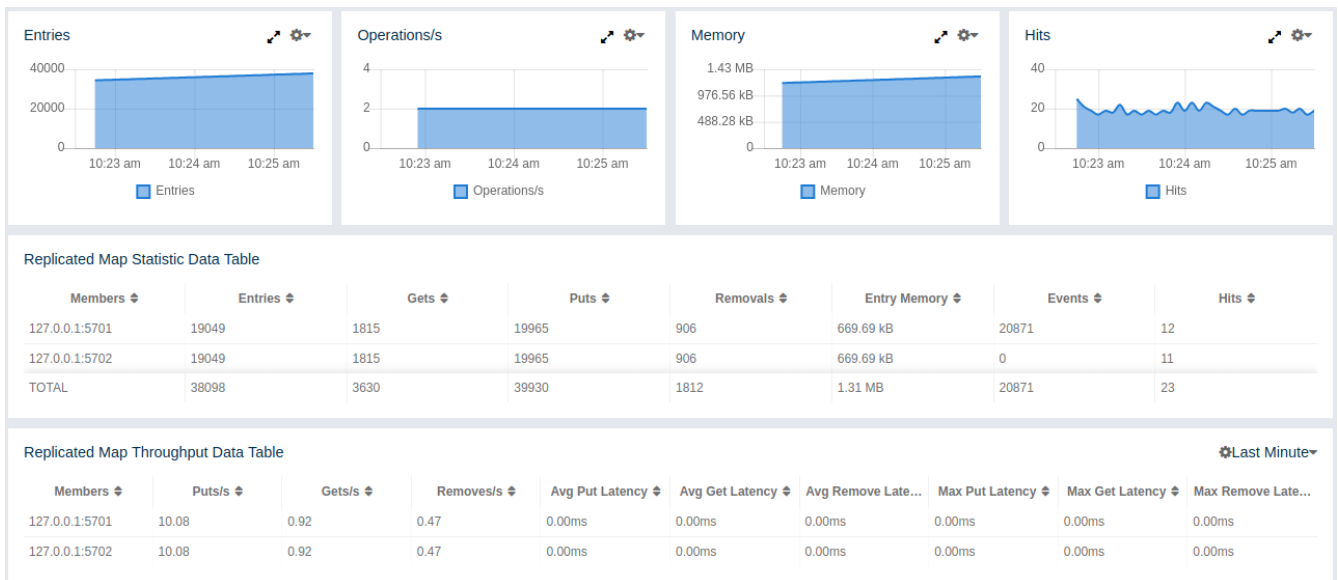 Entries
40000
20000
0
10:23 am 10:24 am 10:25 am
Entries
Operations/s
4
2
0
10:23 am 10:24 am 10:25 am
Operations/s
Memory
1.43 MB
976.56 kB
488.28 kB
0
10:23 am 10:24 am 10:25 am
Memory
Hits
40
20
0
10:23 am 10:24 am 10:25 am
Hits
Replicated Map Statistic Data Table
Members Entries Gets Puts Removals Entry Memory Events Hits
127.0.0.1:5701 19049 1815 19965 906 669.69 kB 20871 12
127.0.0.1:5702 19049 1815 19965 906 669.69 kB 0 11
TOTAL 38098 3630 39930 1812 1.31 MB 20871 23
Replicated Map Throughput Data Table Last Minute
Members Puts/s Gets/s Removes/s Avg Put Latency Avg Get Latency Avg Remove Late... Max Put Latency Max Get Latency Max Remove Late...
127.0.0.1:5701 10.08 0.92 0.47 0.00ms 0.00ms 0.00ms 0.00ms 0.00ms 0.00ms
127.0.0.1:5702 10.08 0.92 0.47 0.00ms 0.00ms 0.00ms 0.00ms 0.00ms 0.00ms